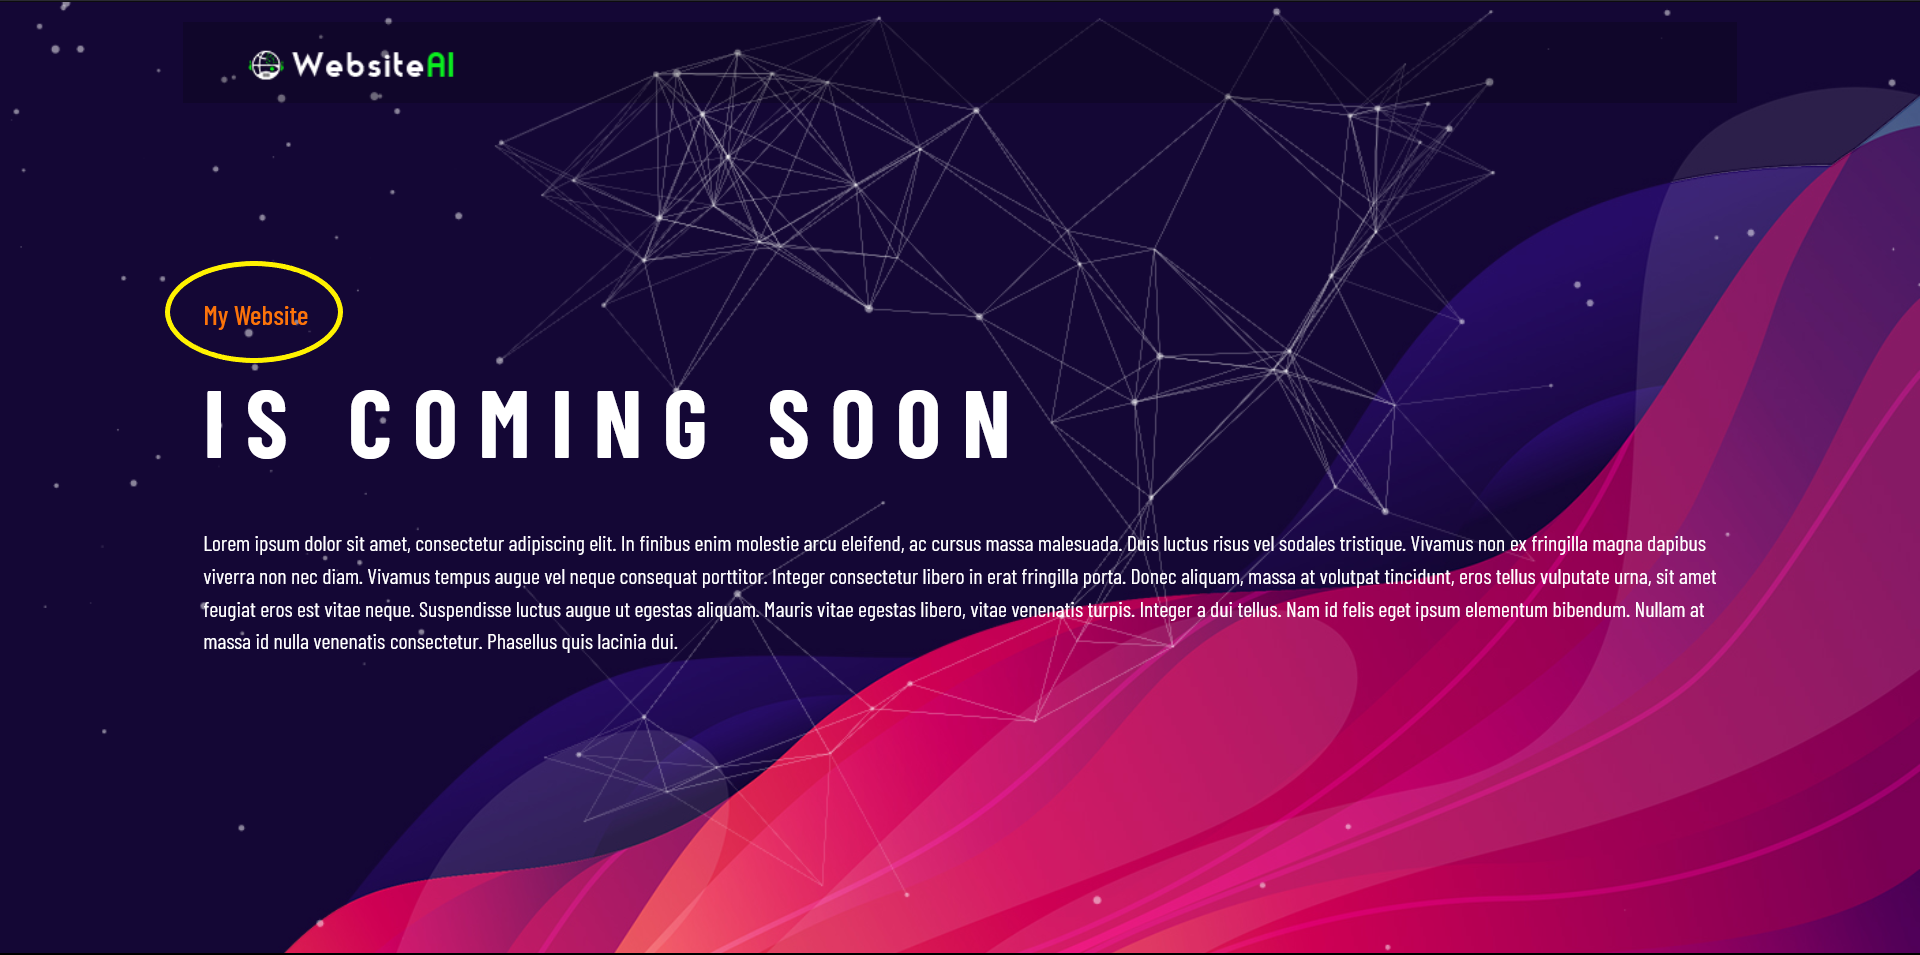 WebsiteAI
My Website
IS COMING SOON
Lorem ipsum dolor sit amet, consectetur adipiscing elit. In finibus enim molestie arcu eleifend, ac cursus massa malesuada. Duis luctus risus vel sodales tristique. Vivamus non ex fringilla magna dapibus
viverra non nec diam. Vivamus tempus augue vel neque consequat porttitor. Integer consectetur libero in erat fringilla porta. Donec aliquam, massa at volutpat tincidunt, eros tellus vulputate urna, sit amet
feugiat eros est vitae neque. Suspendisse luctus augue ut egestas aliquam. Mauris vitae egestas libero, vitae venenatis turpis. Integer a dui tellus. Nam id felis eget ipsum elementum bibendum. Nullam at
massa id nulla venenatis consectetur. Phasellus quis lacinia dui.